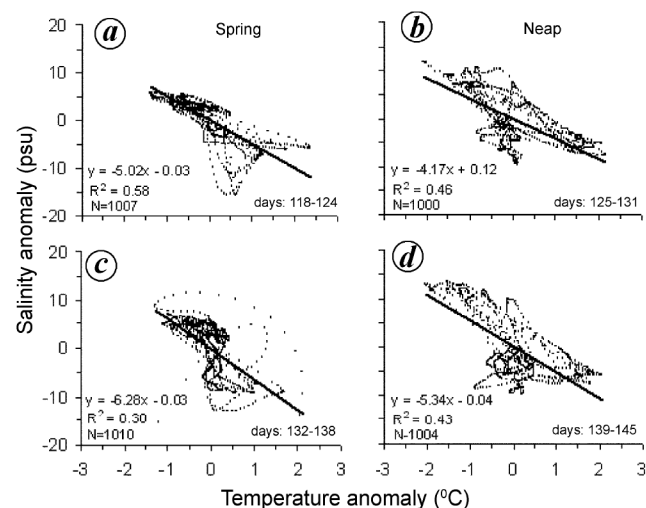 a Spring
b Neap
20
10
0
-10
-20
y = -5.02x - 0.03
R² = 0.58
N=1007
days: 118-124
y = -4.17x + 0.12
R² = 0.46
N=1000
days: 125-131
Salinity anomaly (psu)
c
d
20
10
0
-10
-20
y = -6.28x - 0.03
R² = 0.30
N=1010
days: 132-138
y = -5.34x - 0.04
R² = 0.43
N-1004
days: 139-145
-3 -2 -1 0 1 2 3
-3 -2 -1 0 1 2 3
Temperature anomaly (⁰C)